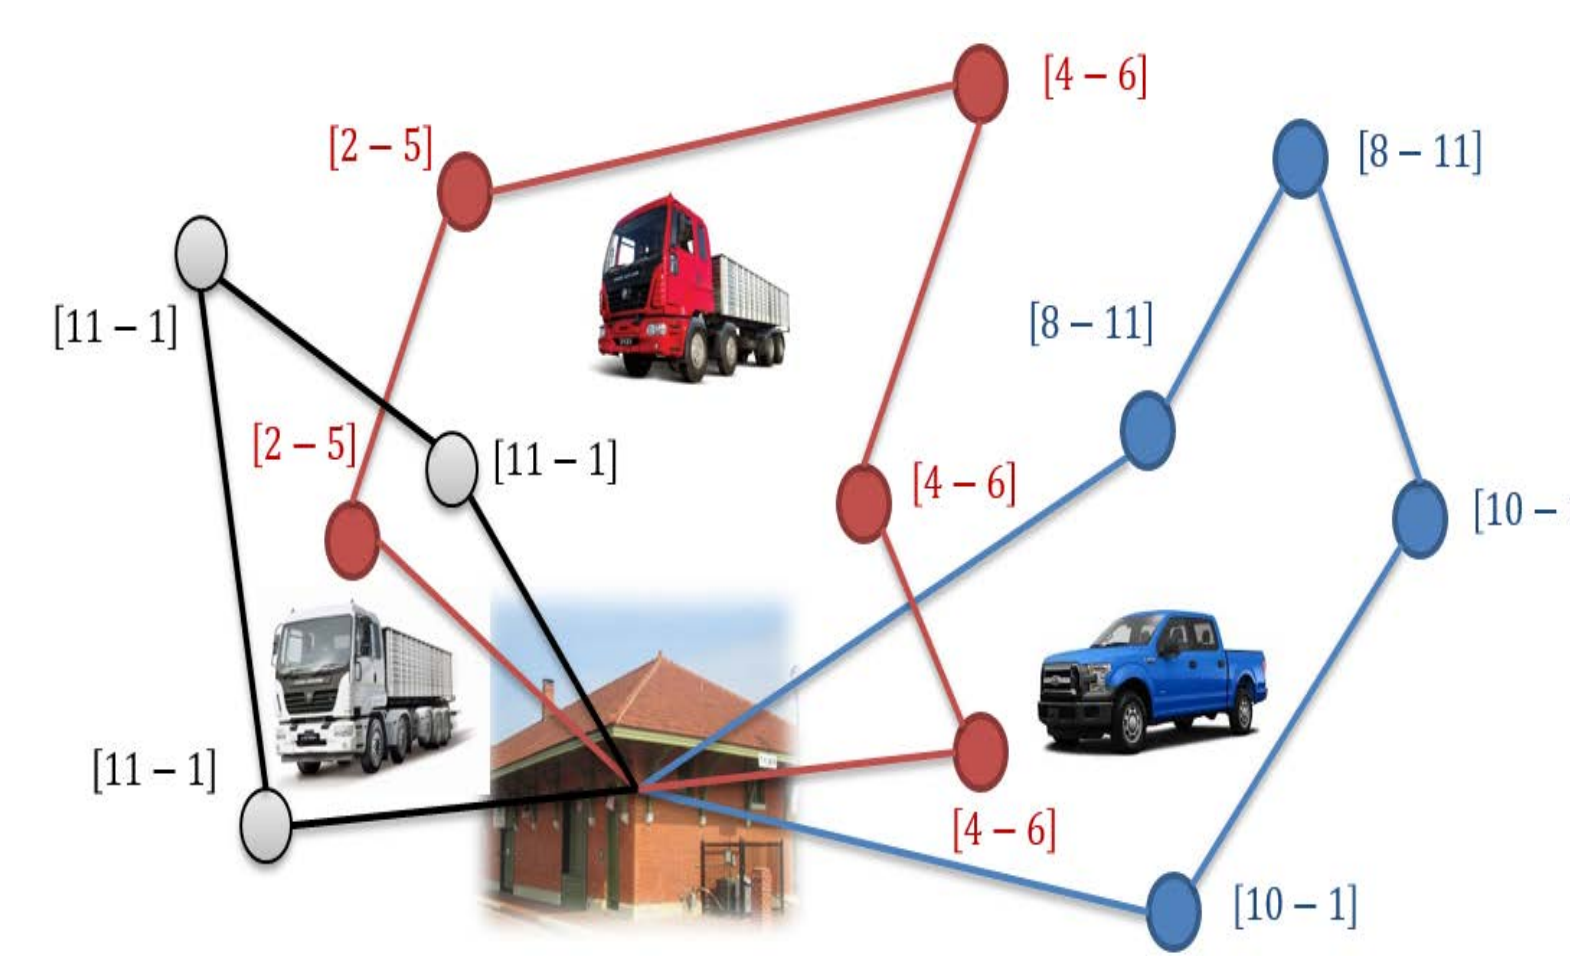 [4 – 6]
[2 – 5]
[8 – 11]
[11 – 1]
[8 – 11]
[2 – 5]
[11 – 1]
[4 – 6]
[10 –
[11 – 1]
[4 – 6]
[10 – 1]